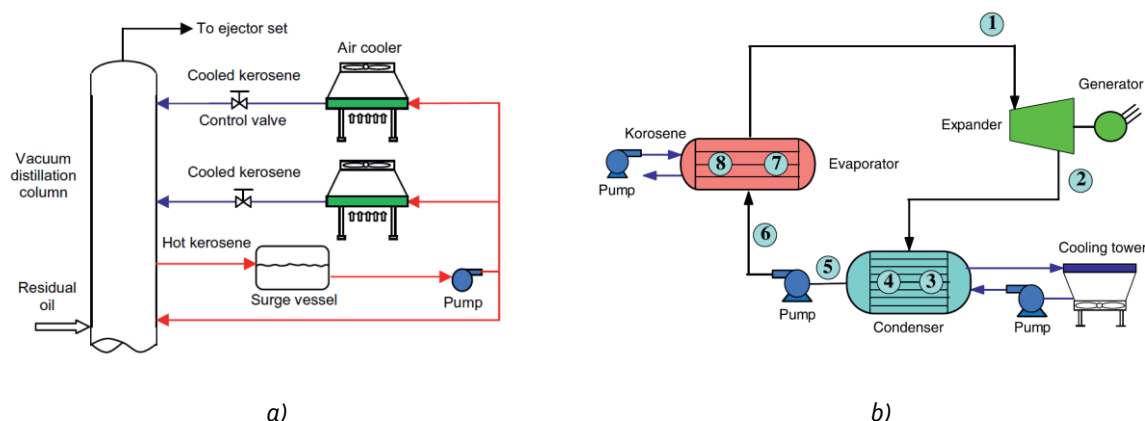 To ejector set
Air cooler
Cooled kerosene
Control valve
Vacuum
distillation
column
Cooled kerosene
Hot kerosene
Surge vessel
Pump
Residual
oil
a)
1
Generator
Expander
Korosene
8
7
Evaporator
Pump
2
6
5
Cooling tower
4
3
Pump
Condenser
Pump
b)